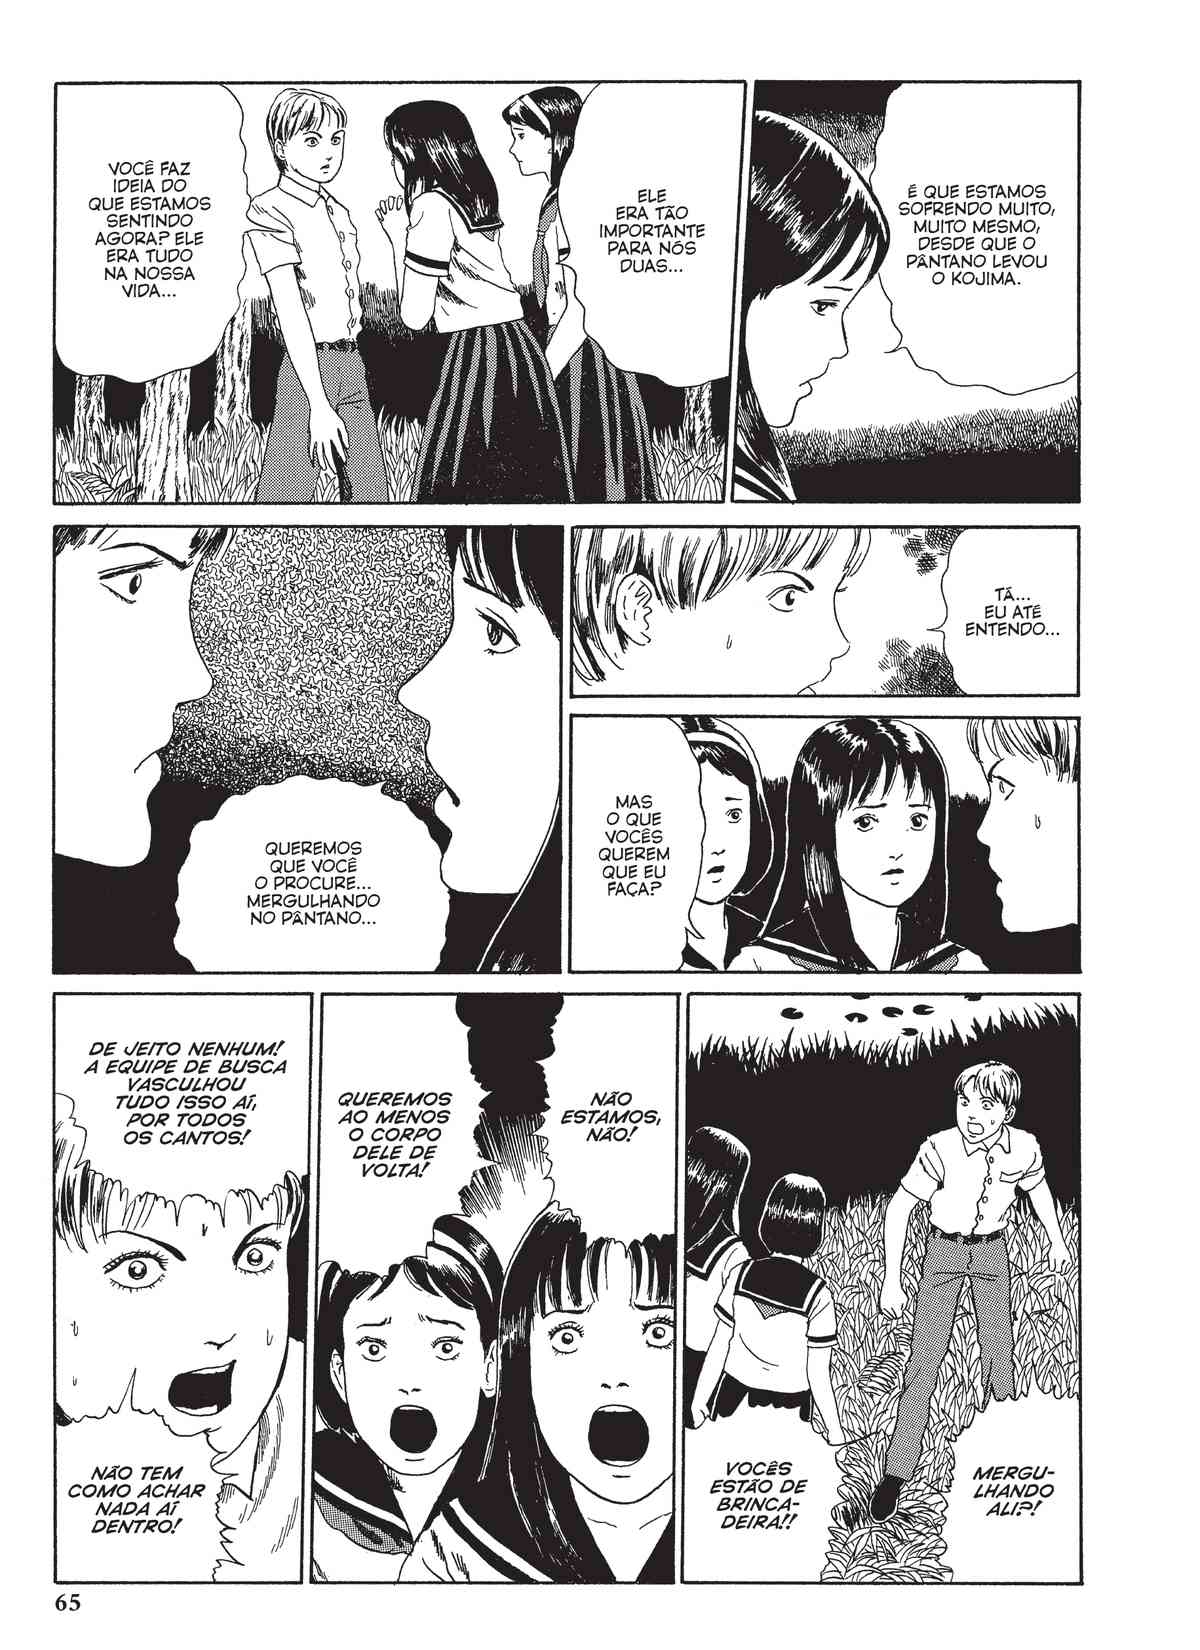 É QUE ESTAMOS
SOFRENDO MUITO,
MUITO MESMO,
DESDE QUE O
PÂNTANO LEVOU
O KOJIMA.
ELE
ERA TÃO
IMPORTANTE
PARA NÓS
DUAS...
VOCÊ FAZ
IDEIA DO
QUE ESTAMOS
SENTINDO
AGORA? ELE
ERA TUDO
NA NOSSA
VIDA...
TÁ...
EU ATÉ
ENTENDO...
MAS
O QUE
VOCÊS
QUEREM
QUE EU
FAÇA?
QUEREMOS
QUE VOCÊ
O PROCURE...
MERGULHANDO
NO PÂNTANO...
MERGU-
LHANDO
ALI?!
VOCÊS
ESTÃO DE
BRINCA-
DEIRA!!
NÃO
ESTAMOS,
NÃO!
QUEREMOS
AO MENOS
O CORPO
DELE DE
VOLTA!
DE JEITO NENHUM!
A EQUIPE DE BUSCA
VASCULHOU
TUDO ISSO AÍ,
POR TODOS
OS CANTOS!
NÃO TEM
COMO ACHAR
NADA AÍ
DENTRO!
65